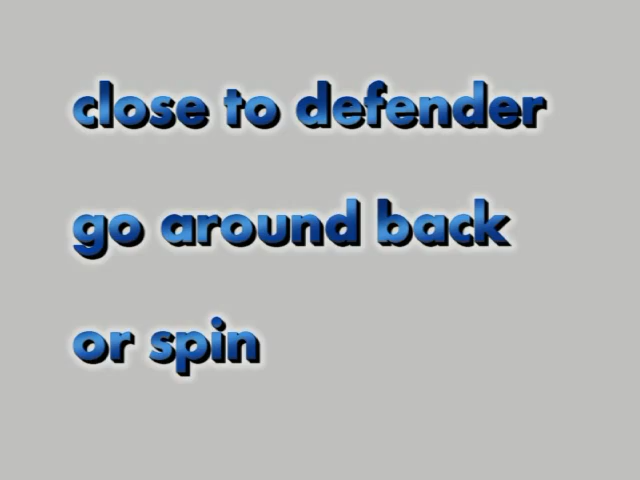 close to defender
go around back
or spin